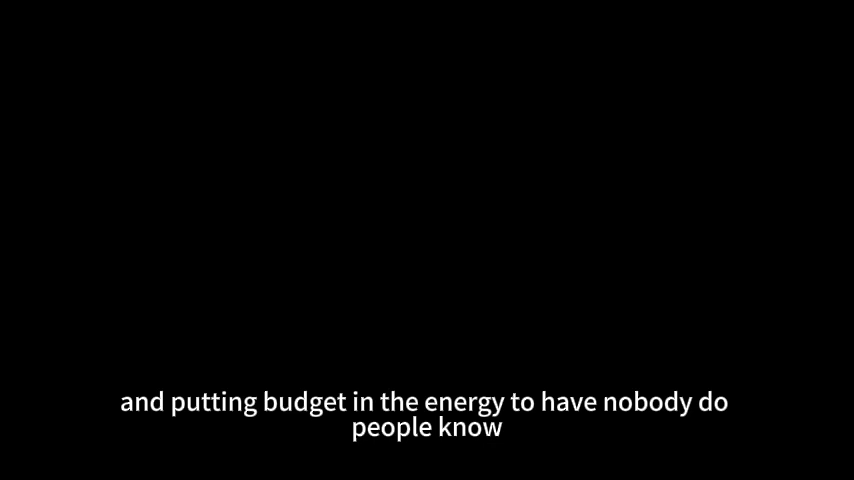 and putting budget in the energy to have nobody do
people know